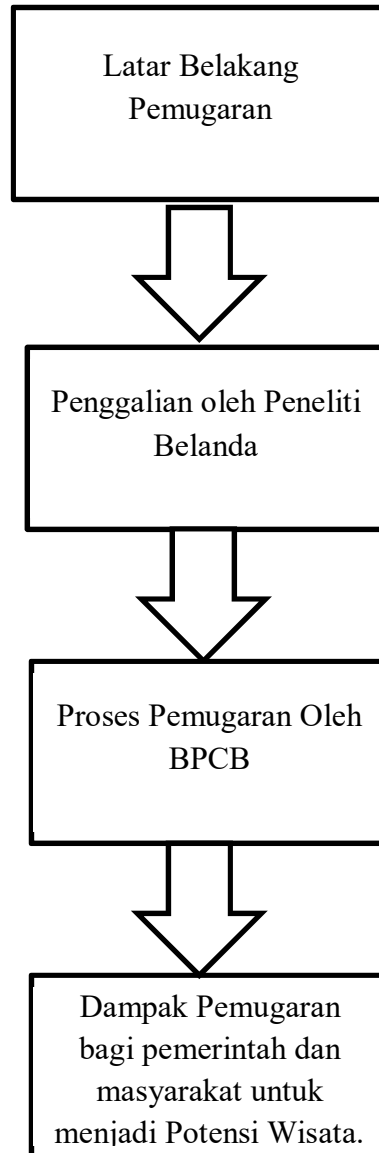 Latar Belakang
Pemugaran
Penggalian oleh Peneliti
Belanda
Proses Pemugaran Oleh
BPCB
Dampak Pemugaran
bagi pemerintah dan
masyarakat untuk
menjadi Potensi Wisata.